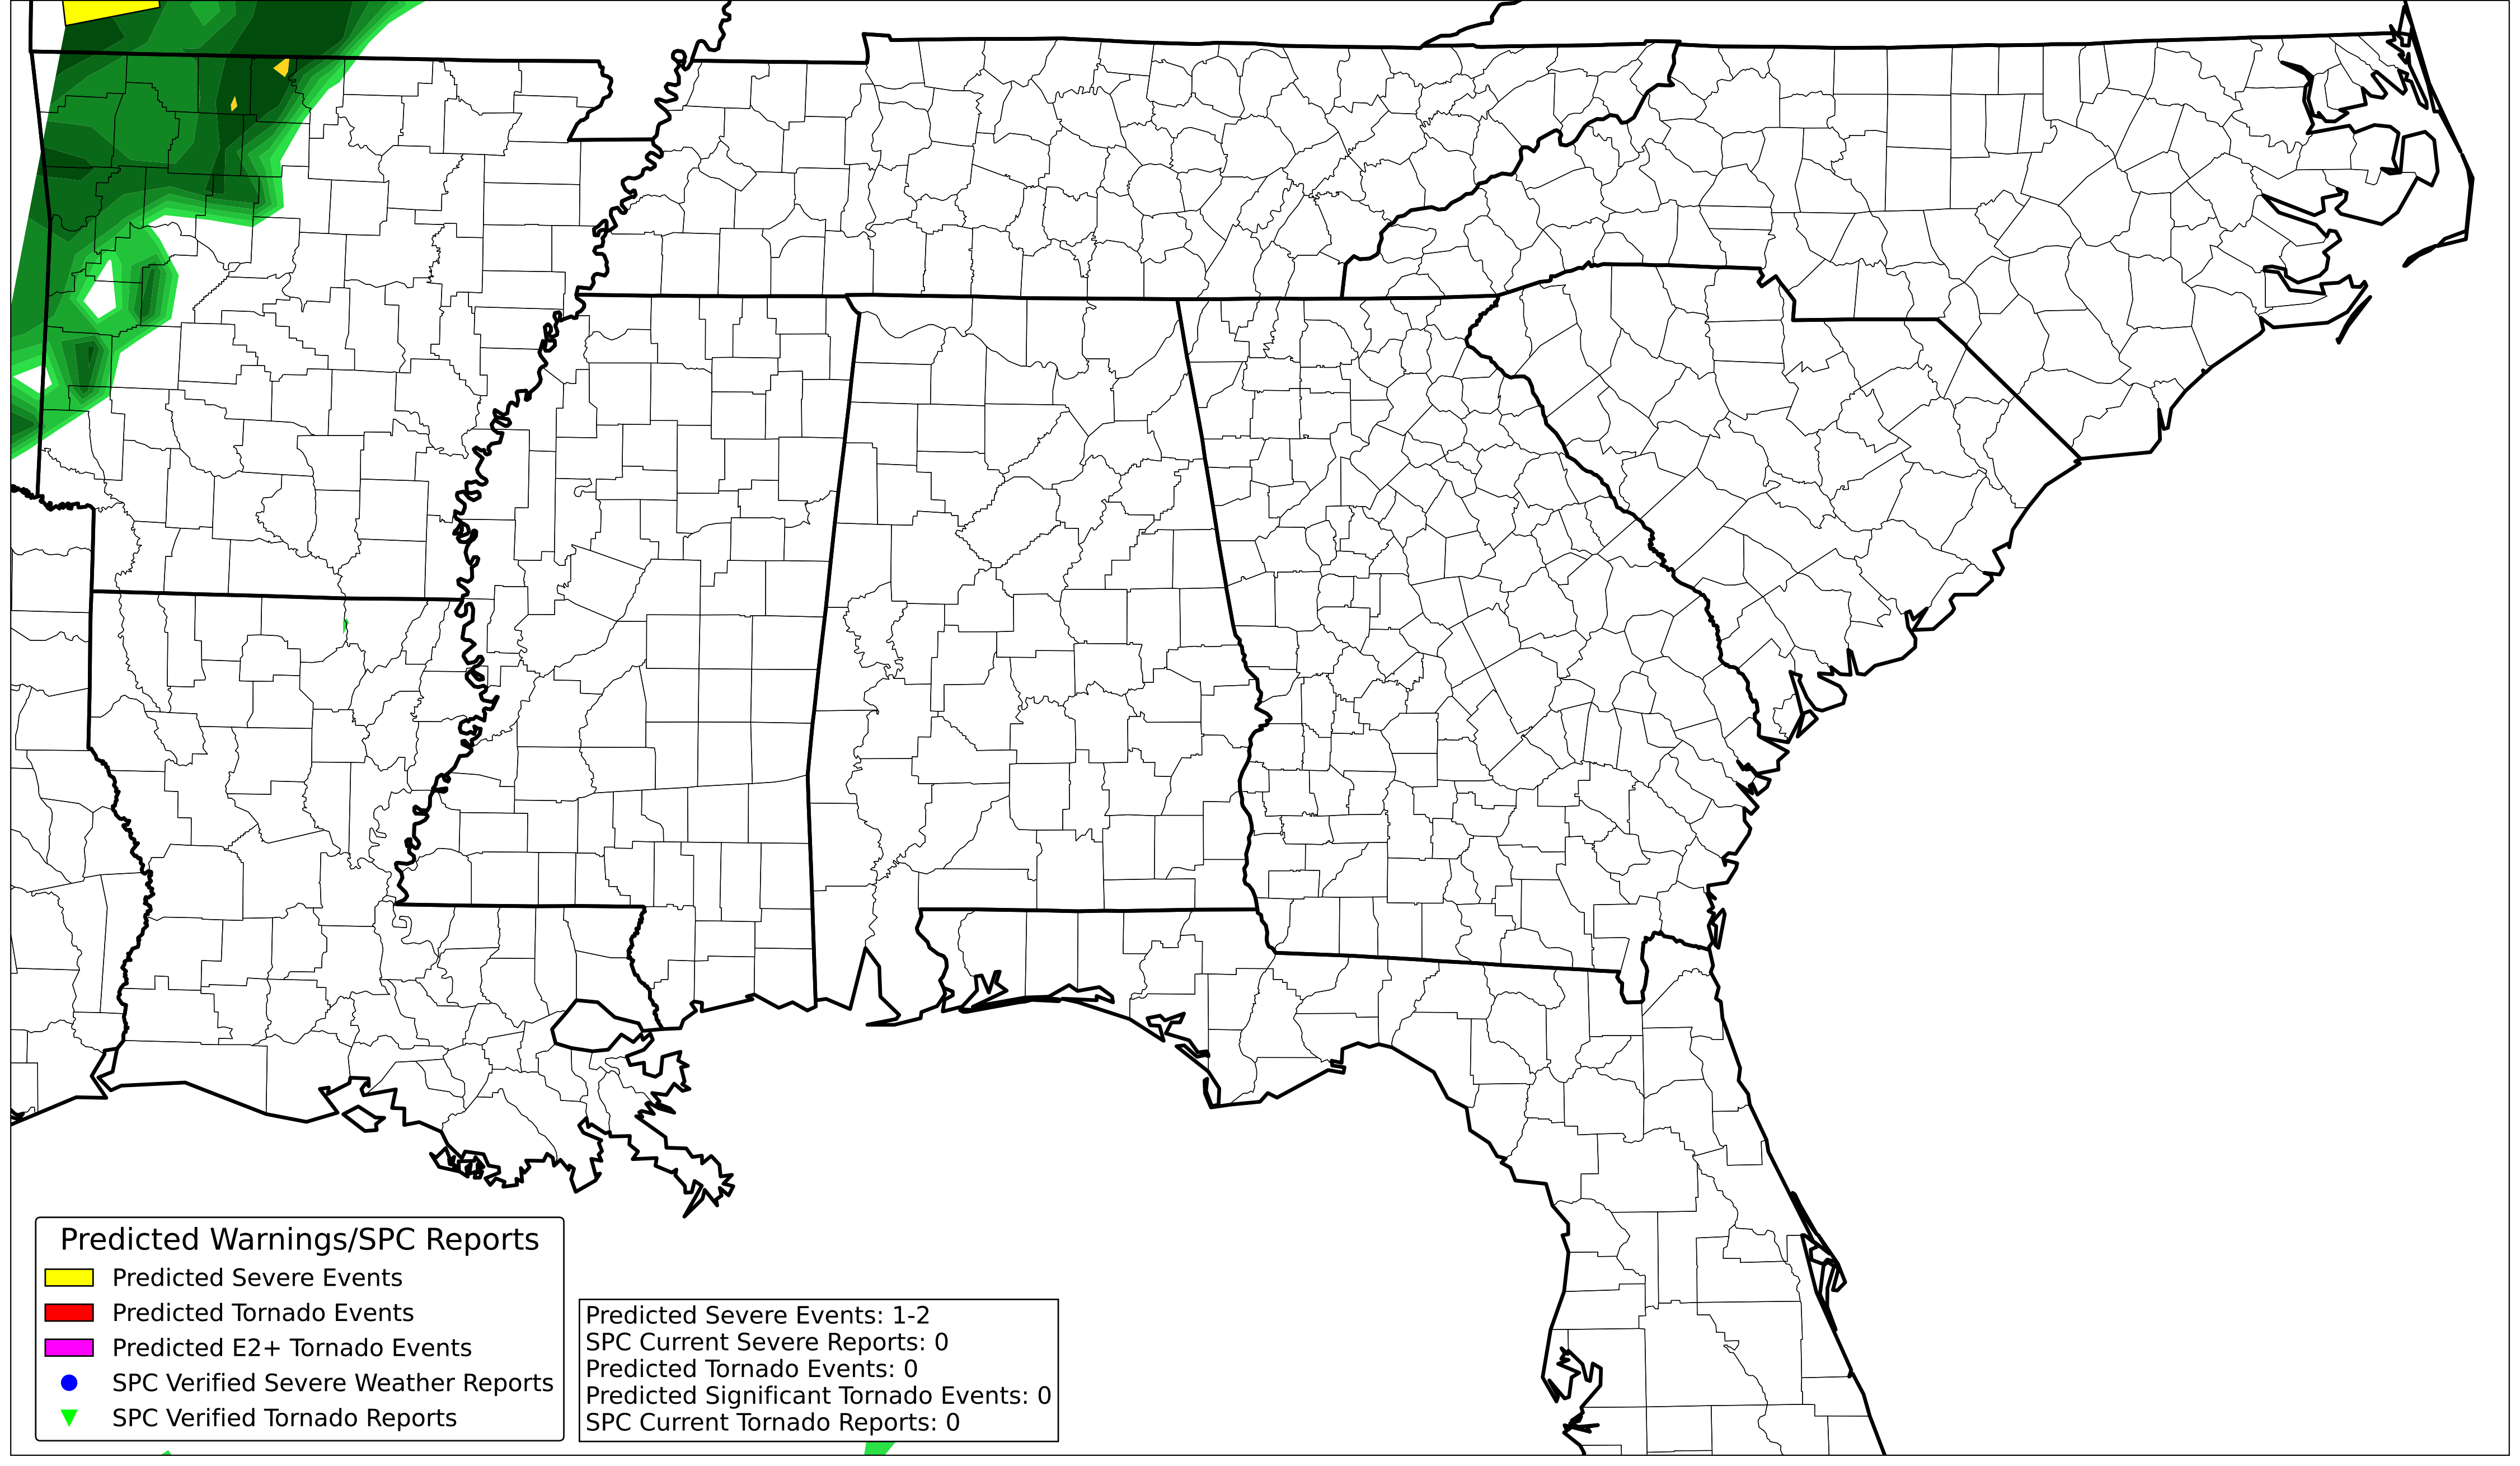 Predicted Warnings/SPC Reports
Predicted Severe Events
Predicted Tornado Events
Predicted E2+ Tornado Events
SPC Verified Severe Weather Reports
SPC Verified Tornado Reports
Predicted Severe Events: 1-2
SPC Current Severe Reports: 0
Predicted Tornado Events: 0
Predicted Significant Tornado Events: 0
SPC Current Tornado Reports: 0